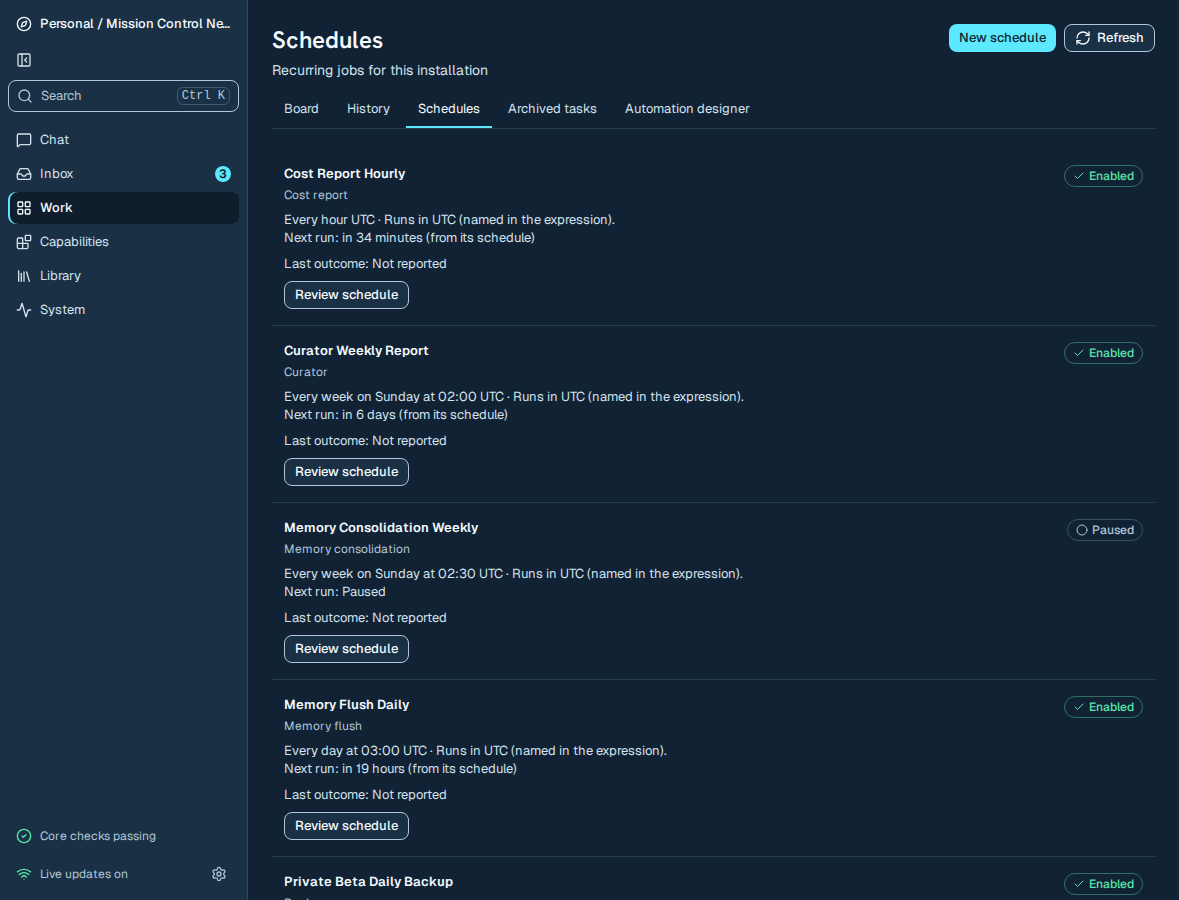 Personal / Mission Control Ne...
Search
Ctrl K
Chat
Inbox
3
Work
Capabilities
Library
System
Core checks passing
Live updates on
Schedules
New schedule
Refresh
Recurring jobs for this installation
Board
History
Schedules
Archived tasks
Automation designer
Cost Report Hourly
Enabled
Cost report
Every hour UTC · Runs in UTC (named in the expression).
Next run: in 34 minutes (from its schedule)
Last outcome: Not reported
Review schedule
Curator Weekly Report
Enabled
Curator
Every week on Sunday at 02:00 UTC · Runs in UTC (named in the expression).
Next run: in 6 days (from its schedule)
Last outcome: Not reported
Review schedule
Memory Consolidation Weekly
Paused
Memory consolidation
Every week on Sunday at 02:30 UTC · Runs in UTC (named in the expression).
Next run: Paused
Last outcome: Not reported
Review schedule
Memory Flush Daily
Enabled
Memory flush
Every day at 03:00 UTC · Runs in UTC (named in the expression).
Next run: in 19 hours (from its schedule)
Last outcome: Not reported
Review schedule
Private Beta Daily Backup
Enabled